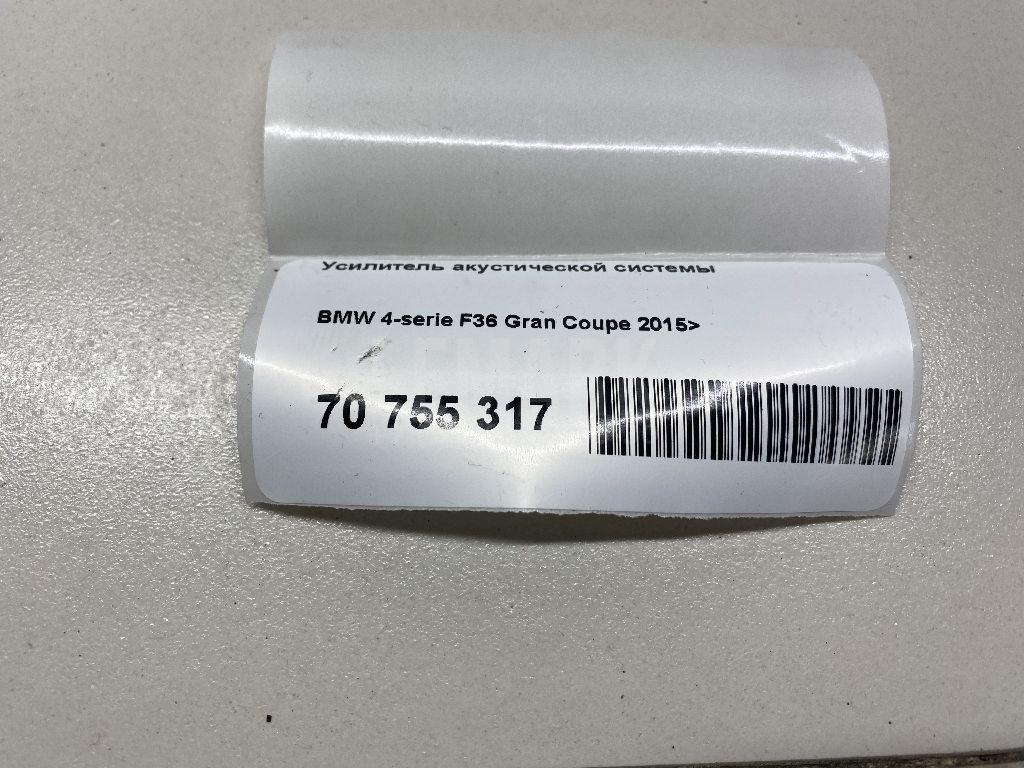 Усилитель акустической системы
BMW 4-serie F36 Gran Coupe 2015>
70 755 317